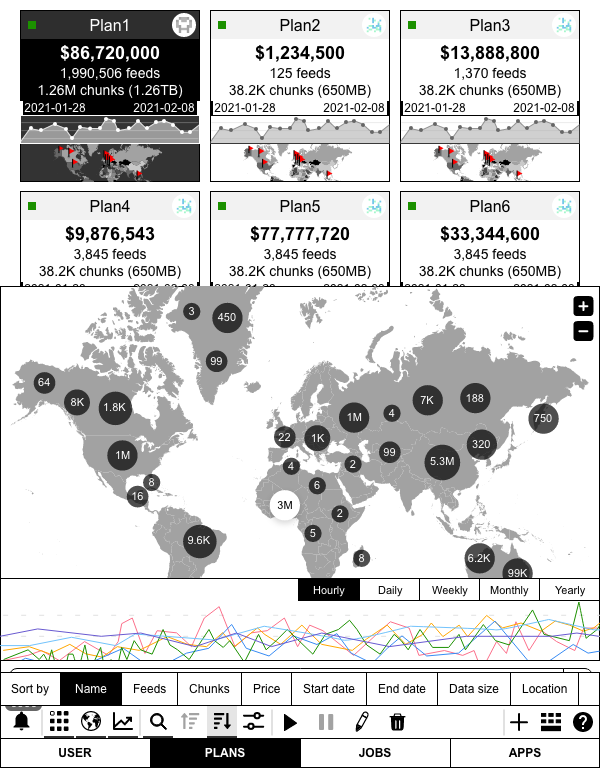 Plan1
$86,720,000
1,990,506 feeds
1.26M chunks (1.26TB)
2021-01-28 2021-02-08
Plan2
$1,234,500
125 feeds
38.2K chunks (650MB)
2021-01-28 2021-02-08
Plan3
$13,888,800
1,370 feeds
38.2K chunks (650MB)
2021-01-28 2021-02-08
Plan4
$9,876,543
3,845 feeds
38.2K chunks (650MB)
Plan5
$77,777,720
3,845 feeds
38.2K chunks (650MB)
Plan6
$33,344,600
3,845 feeds
38.2K chunks (650MB)
+
−
3
450
99
64
8K
1.8K
1M
8
16
9.6K
22
1K
1M
4
7K
188
750
320
5.3M
99
2
4
6
3M
2
5
8
6.2K
99K
Hourly Daily Weekly Monthly Yearly
Sort by Name Feeds Chunks Price Start date End date Data size Location
USER PLANS JOBS APPS